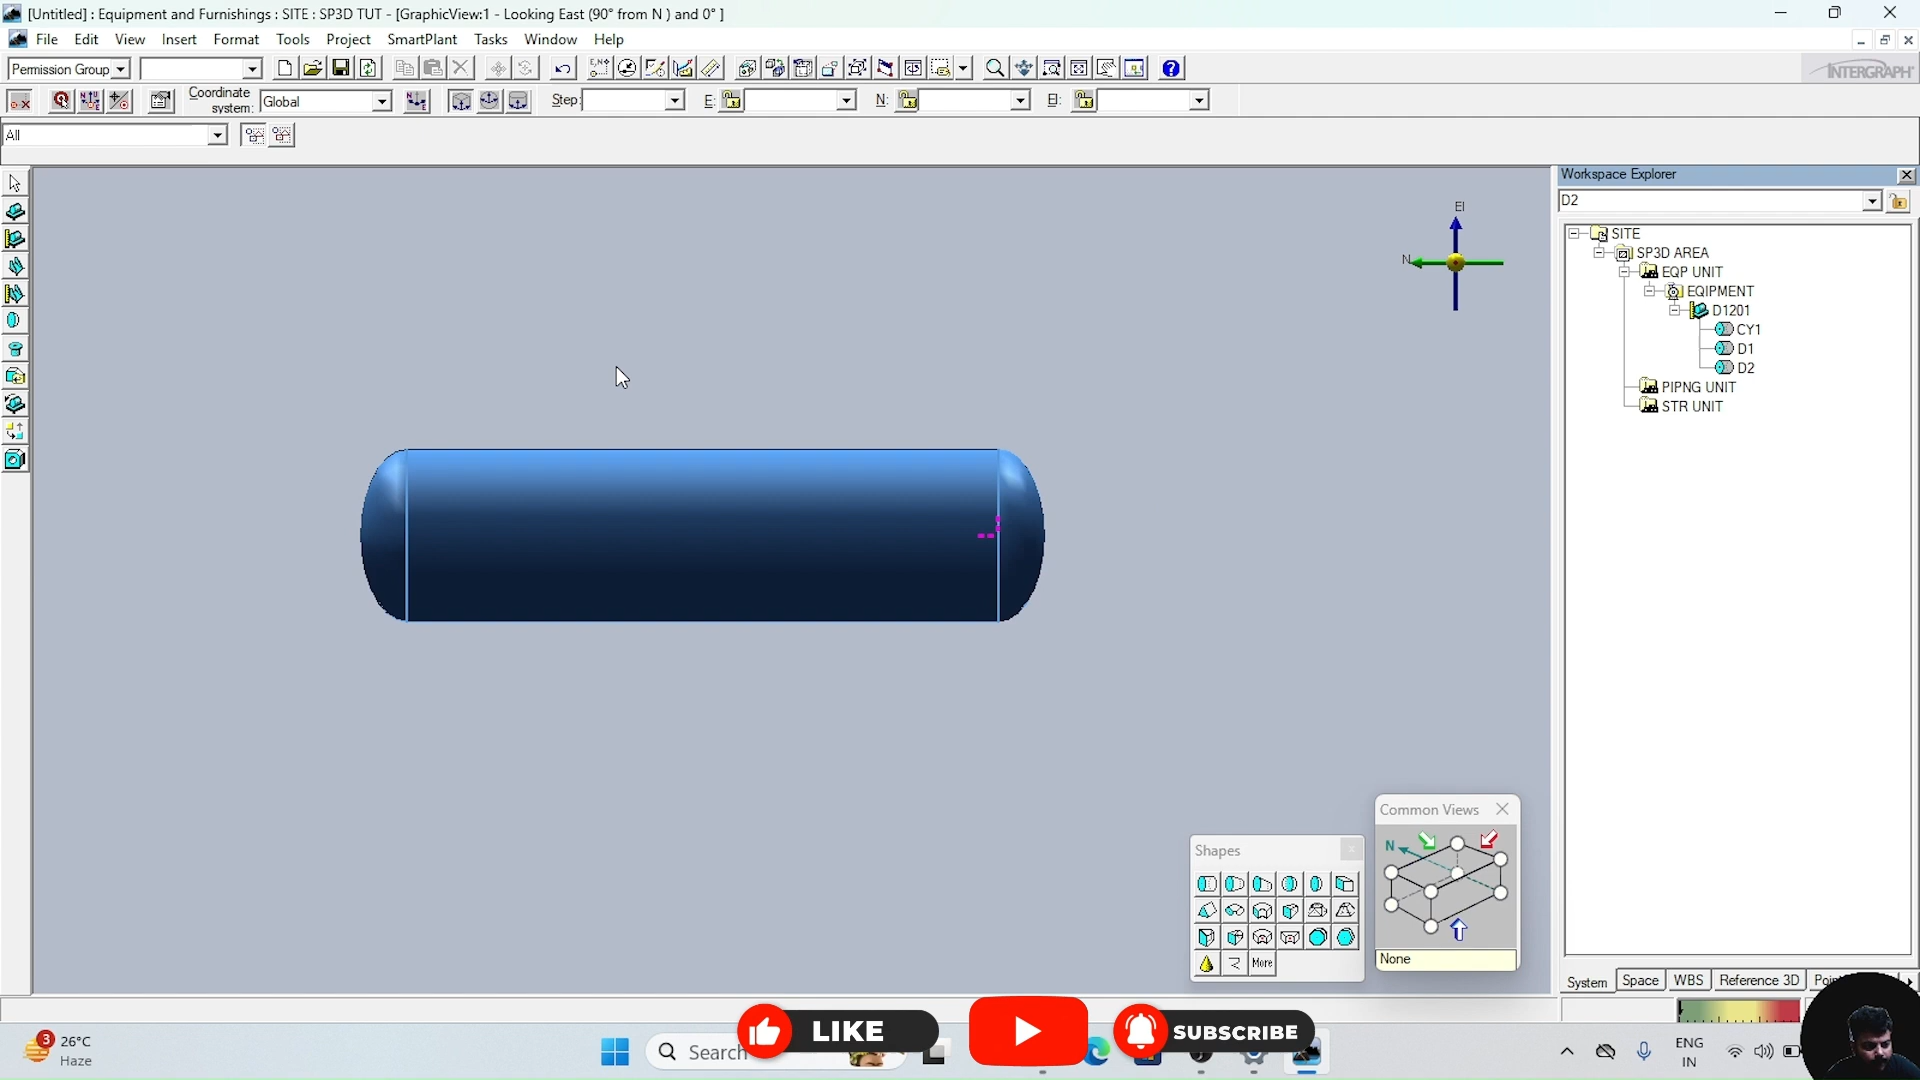 [Untitled] : Equipment and Furnishings : SITE : SP3D TUT - [GraphicView:1 - Looking East (90° from N ) and 0° ]
File Edit View Insert Format Tools Project SmartPlant Tasks Window Help
Permission Group
INTERGRAPH
Coordinate system: Global Step: E: N: El:
All
Workspace Explorer
D2
SITE
SP3D AREA
EQP UNIT
EQIPMENT
D1201
CY1
D1
D2
PIPNG UNIT
STR UNIT
El
N
Common Views
N
None
Shapes
More
System Space WBS Reference 3D
LIKE
SUBSCRIBE
3
26°C
Haze
Search
ENG
IN